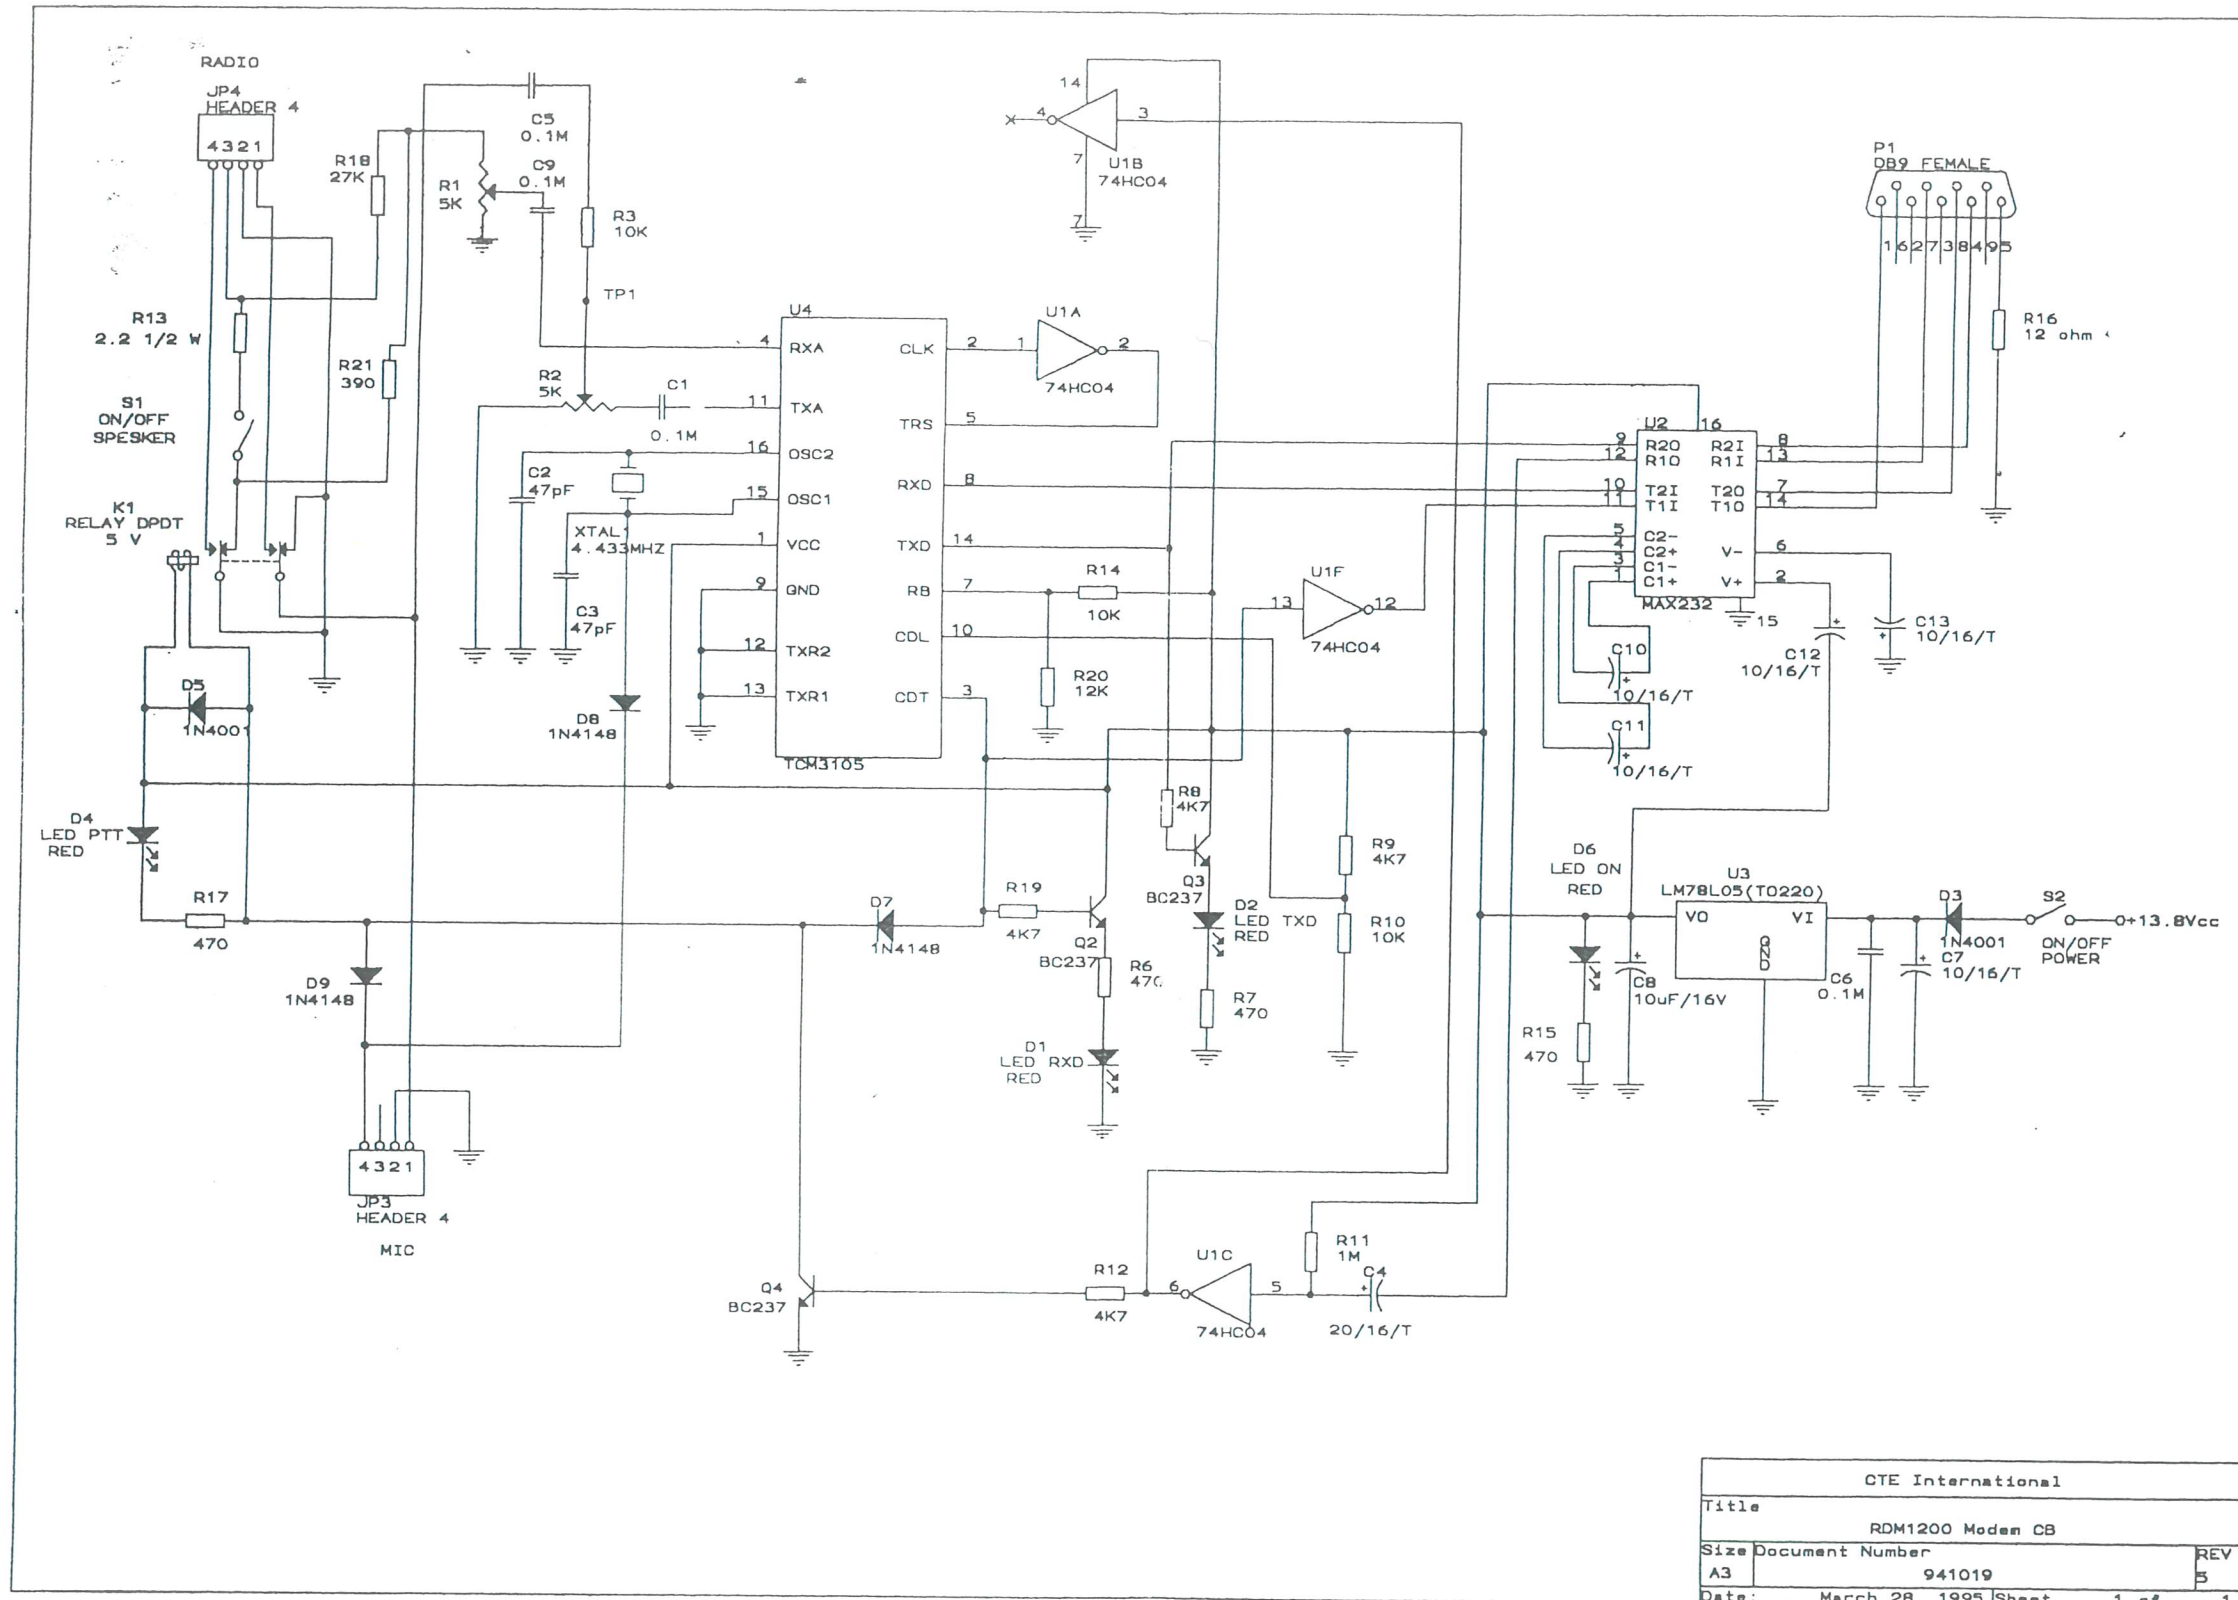 RADIO
JP4
HEADER 4
4321
R18
27K
C5
0.1M
C9
0.1M
R1
5K
R3
10K
TP1
R13
2.2 1/2 W
R21
390
S1
ON/OFF
SPESKER
K1
RELAY DPDT
5 V
R2
5K
C1
0.1M
C2
47pF
XTAL1
4.433MHZ
C3
47pF
D8
1N4148
D5
1N4001
D4
LED PTT
RED
R17
470
D9
1N4148
4321
JP3
HEADER 4
MIC
U4
4 RXA
11 TXA
16 OSC2
15 OSC1
1 VCC
9 GND
12 TXR2
13 TXR1
CLK 2
TRS 5
RXD 8
TXD 14
RB 7
CDL 10
CDT 3
TCM3105
U1A
1
2
74HC04
14
4
3
7
U1B
74HC04
7
R14
10K
R20
12K
U1F
13
12
74HC04
R8
4K7
Q3
BC237
D2
LED TXD
RED
R7
470
R9
4K7
R10
10K
D7
1N4148
R19
4K7
Q2
BC237
R6
470
D1
LED RXD
RED
Q4
BC237
R12
4K7
U1C
6
5
74HC04
R11
1M
C4
20/16/T
P1
DB9 FEMALE
162738495
R16
12 ohm
U2
16
9 R2O
12 R1O
10 T2I
11 T1I
5 C2-
4 C2+
3 C1-
1 C1+
R2I 8
R1I 13
T2O 7
T1O 14
V- 6
V+ 2
MAX232
15
C10
10/16/T
C11
10/16/T
C12
10/16/T
C13
10/16/T
D6
LED ON
RED
R15
470
C8
10uF/16V
U3
LM78L05(TO220)
VO
VI
GND
C6
0.1M
C7
10/16/T
D3
1N4001
S2
ON/OFF
POWER
+13.8Vcc
CTE International
Title
RDM1200 Modem CB
Size
Document Number
REV
A3
941019
5
Date:
March 28, 1995
Sheet
1 of
1